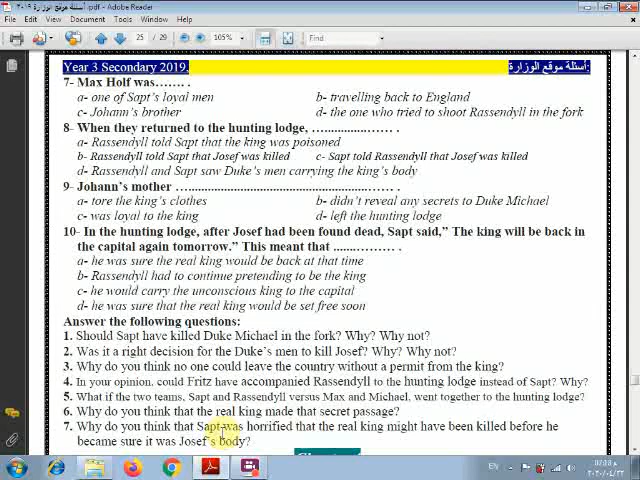 أسئلة موقع الوزارة ٢٠١٩.pdf - Adobe Reader
File Edit View Document Tools Window Help
25 / 29 105% Find
Year 3 Secondary 2019. أسئلة موقع الوزارة:
7- Max Holf was……. .
a- one of Sapt's loyal men b- travelling back to England
c- Johann's brother d- the one who tried to shoot Rassendyll in the fork
8- When they returned to the hunting lodge, …............…… .
a- Rassendyll told Sapt that the king was poisoned
b- Rassendyll told Sapt that Josef was killed c- Sapt told Rassendyll that Josef was killed
d- Rassendyll and Sapt saw Duke's men carrying the king's body
9- Johann's mother …................................................…… .
a- tore the king's clothes b- didn't reveal any secrets to Duke Michael
c- was loyal to the king d- left the hunting lodge
10- In the hunting lodge, after Josef had been found dead, Sapt said," The king will be back in
the capital again tomorrow." This meant that .......……… .
a- he was sure the real king would be back at that time
b- Rassendyll had to continue pretending to be the king
c- he would carry the unconscious king to the capital
d- he was sure that the real king would be set free soon
Answer the following questions:
1. Should Sapt have killed Duke Michael in the fork? Why? Why not?
2. Was it a right decision for the Duke's men to kill Josef? Why? Why not?
3. Why do you think no one could leave the country without a permit from the king?
4. In your opinion, could Fritz have accompanied Rassendyll to the hunting lodge instead of Sapt? Why?
5. What if the two teams, Sapt and Rassendyll versus Max and Michael, went together to the hunting lodge?
6. Why do you think that the real king made that secret passage?
7. Why do you think that Sapt was horrified that the real king might have been killed before he
became sure it was Josef's body?
EN